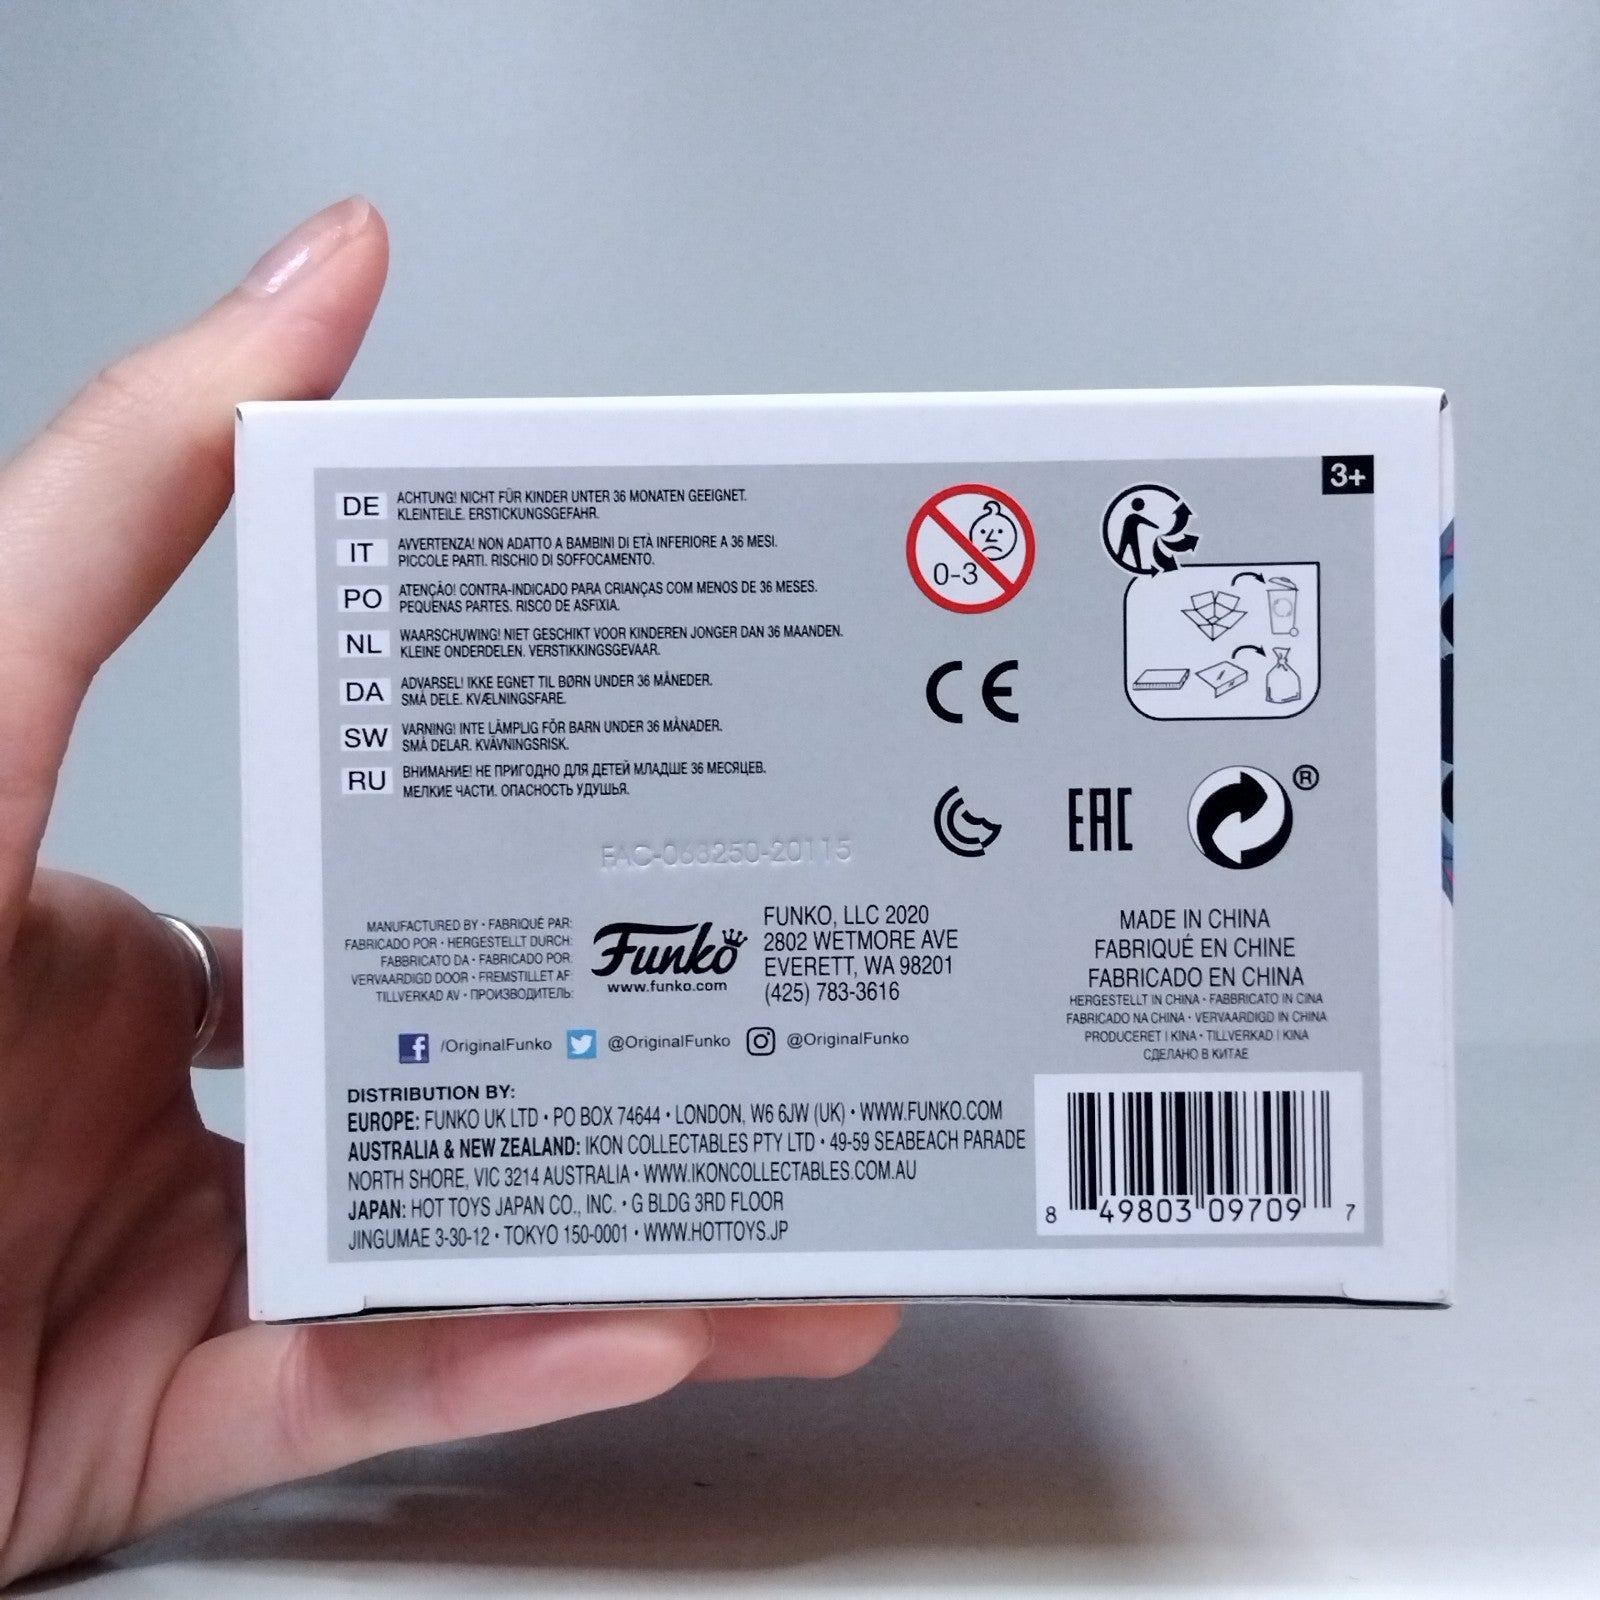 3+
DE
ACHTUNG! NICHT FÜR KINDER UNTER 36 MONATEN GEEIGNET.
KLEINTEILE. ERSTICKUNGSGEFAHR.
IT
AVVERTENZA! NON ADATTO A BAMBINI DI ETÀ INFERIORE A 36 MESI.
PICCOLE PARTI. RISCHIO DI SOFFOCAMENTO.
PO
ATENÇÃO! CONTRA-INDICADO PARA CRIANÇAS COM MENOS DE 36 MESES.
PEQUENAS PARTES. RISCO DE ASFIXIA.
NL
WAARSCHUWING! NIET GESCHIKT VOOR KINDEREN JONGER DAN 36 MAANDEN.
KLEINE ONDERDELEN. VERSTIKKINGSGEVAAR.
DA
ADVARSEL! IKKE EGNET TIL BØRN UNDER 36 MÅNEDER.
SMÅ DELE. KVÆLNINGSFARE.
SW
VARNING! INTE LÄMPLIG FÖR BARN UNDER 36 MÅNADER.
SMÅ DELAR. KVÄVNINGSRISK.
RU
ВНИМАНИЕ! НЕ ПРИГОДНО ДЛЯ ДЕТЕЙ МЛАДШЕ 36 МЕСЯЦЕВ.
МЕЛКИЕ ЧАСТИ. ОПАСНОСТЬ УДУШЬЯ.
0-3
CE
EAC
®
FAC-068250-20115
MANUFACTURED BY • FABRIQUÉ PAR:
FABRICADO POR • HERGESTELLT DURCH:
FABBRICATO DA • FABRICADO POR:
VERVAARDIGD DOOR • FREMSTILLET AF:
TILLVERKAD AV • ПРОИЗВОДИТЕЛЬ:
Funko
www.funko.com
FUNKO, LLC 2020
2802 WETMORE AVE
EVERETT, WA 98201
(425) 783-3616
MADE IN CHINA
FABRIQUÉ EN CHINE
FABRICADO EN CHINA
HERGESTELLT IN CHINA • FABBRICATO IN CINA
FABRICADO NA CHINA • VERVAARDIGD IN CHINA
PRODUCERET I KINA • TILLVERKAD I KINA
СДЕЛАНО В КИТАЕ
/OriginalFunko @OriginalFunko @OriginalFunko
DISTRIBUTION BY:
EUROPE: FUNKO UK LTD • PO BOX 74644 • LONDON, W6 6JW (UK) • WWW.FUNKO.COM
AUSTRALIA & NEW ZEALAND: IKON COLLECTABLES PTY LTD • 49-59 SEABEACH PARADE
NORTH SHORE, VIC 3214 AUSTRALIA • WWW.IKONCOLLECTABLES.COM.AU
JAPAN: HOT TOYS JAPAN CO., INC. • G BLDG 3RD FLOOR
JINGUMAE 3-30-12 • TOKYO 150-0001 • WWW.HOTTOYS.JP
8 49803 09709 7